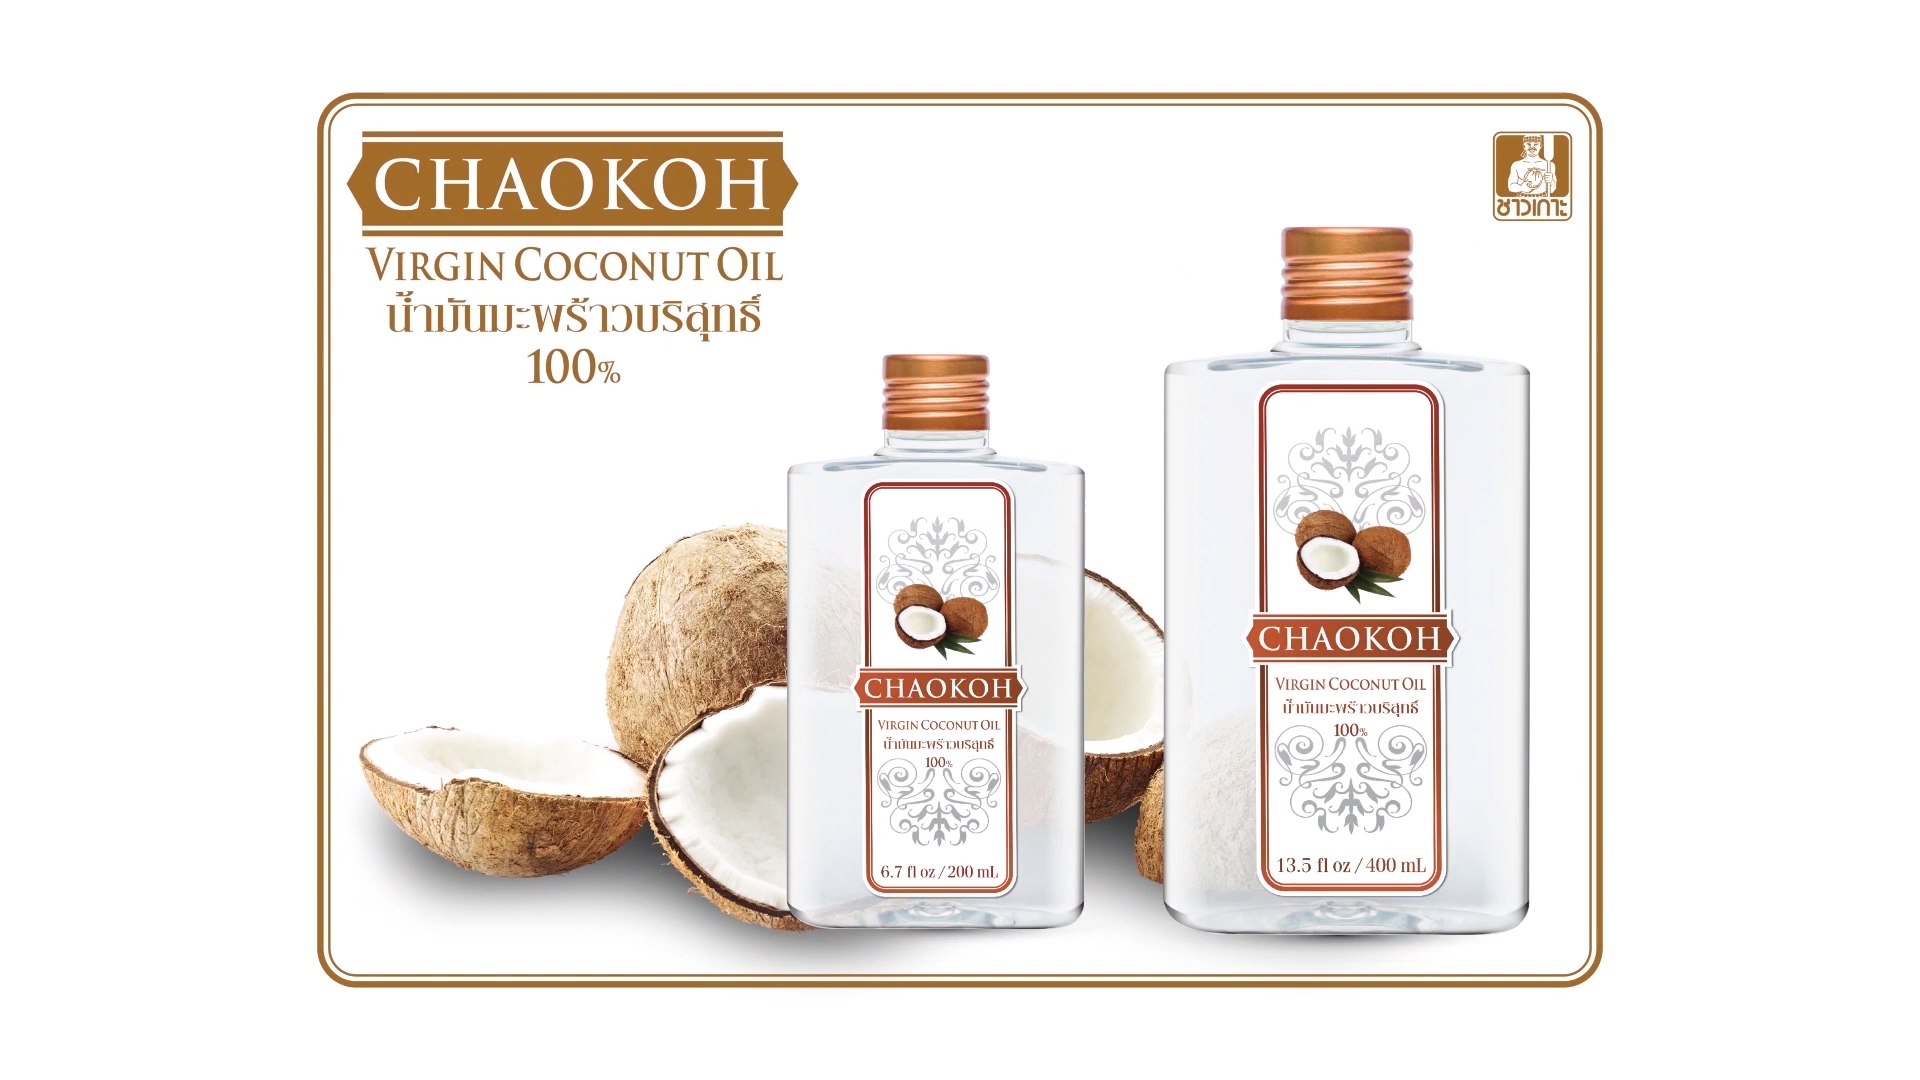 CHAOKOH
VIRGIN COCONUT OIL
น้ำมันมะพร้าวบริสุทธิ์
100%
ชาวเกาะ
CHAOKOH
VIRGIN COCONUT OIL
น้ำมันมะพร้าวบริสุทธิ์
100%
6.7 fl oz / 200 mL
CHAOKOH
VIRGIN COCONUT OIL
น้ำมันมะพร้าวบริสุทธิ์
100%
13.5 fl oz / 400 mL